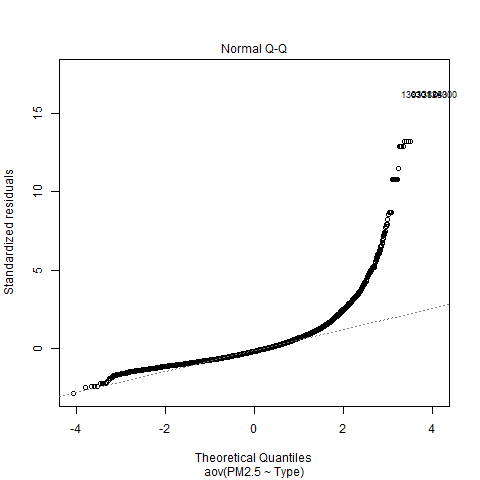 Normal Q-Q
Standardized residuals
15
10
5
0
-4
-2
0
2
4
Theoretical Quantiles
aov(PM2.5 ~ Type)